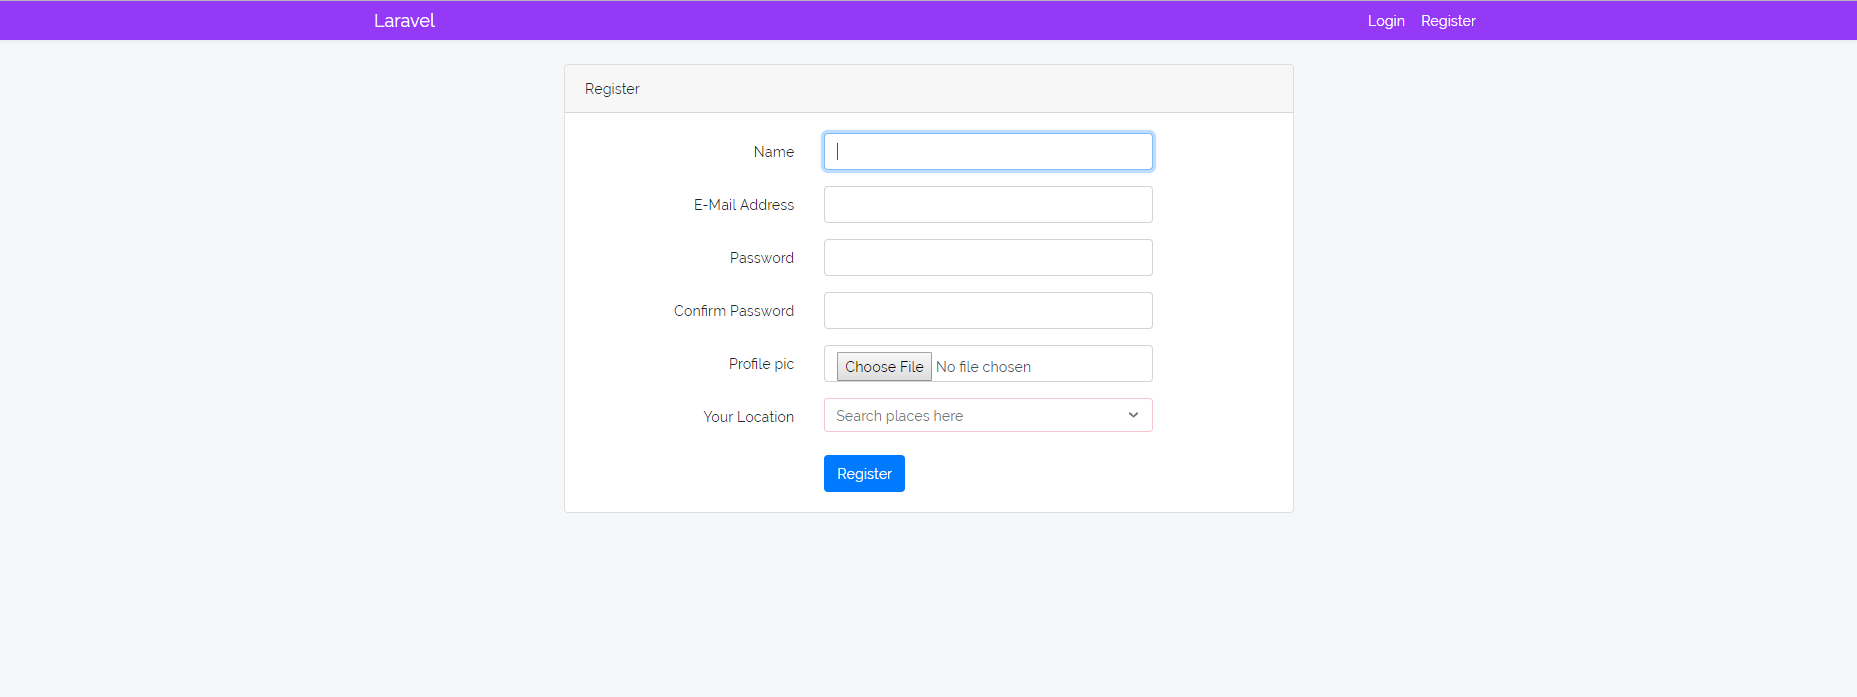 Laravel
Login Register
Register
Name
E-Mail Address
Password
Confirm Password
Profile pic Choose File No file chosen
Your Location Search places here
Register